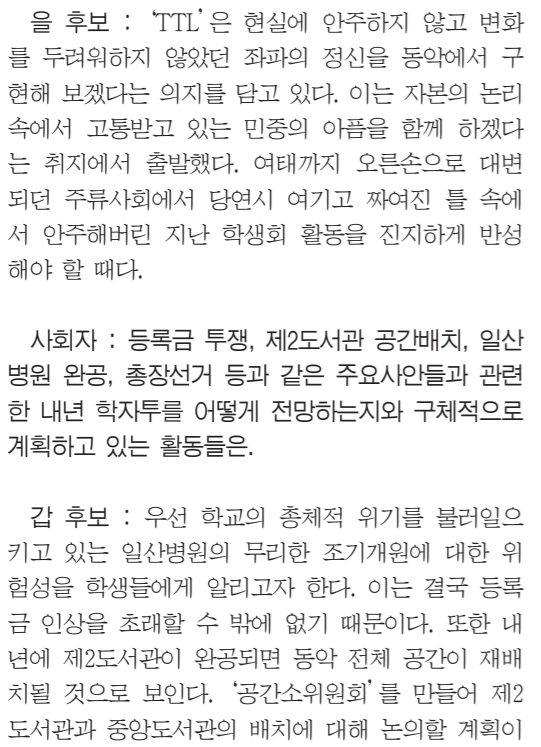 을 후보 : ‘TTL’은 현실에 안주하지 않고 변화
를 두려워하지 않았던 좌파의 정신을 동악에서 구
현해 보겠다는 의지를 담고 있다. 이는 자본의 논리
속에서 고통받고 있는 민중의 아픔을 함께 하겠다
는 취지에서 출발했다. 여태까지 오른손으로 대변
되던 주류사회에서 당연시 여기고 짜여진 틀 속에
서 안주해버린 지난 학생회 활동을 진지하게 반성
해야 할 때다.
사회자 : 등록금 투쟁, 제2도서관 공간배치, 일산
병원 완공, 총장선거 등과 같은 주요사안들과 관련
한 내년 학자투를 어떻게 전망하는지와 구체적으로
계획하고 있는 활동들은.
갑 후보 : 우선 학교의 총체적 위기를 불러일으
키고 있는 일산병원의 무리한 조기개원에 대한 위
험성을 학생들에게 알리고자 한다. 이는 결국 등록
금 인상을 초래할 수 밖에 없기 때문이다. 또한 내
년에 제2도서관이 완공되면 동악 전체 공간이 재배
치될 것으로 보인다. ‘공간소위원회’를 만들어 제2
도서관과 중앙도서관의 배치에 대해 논의할 계획이